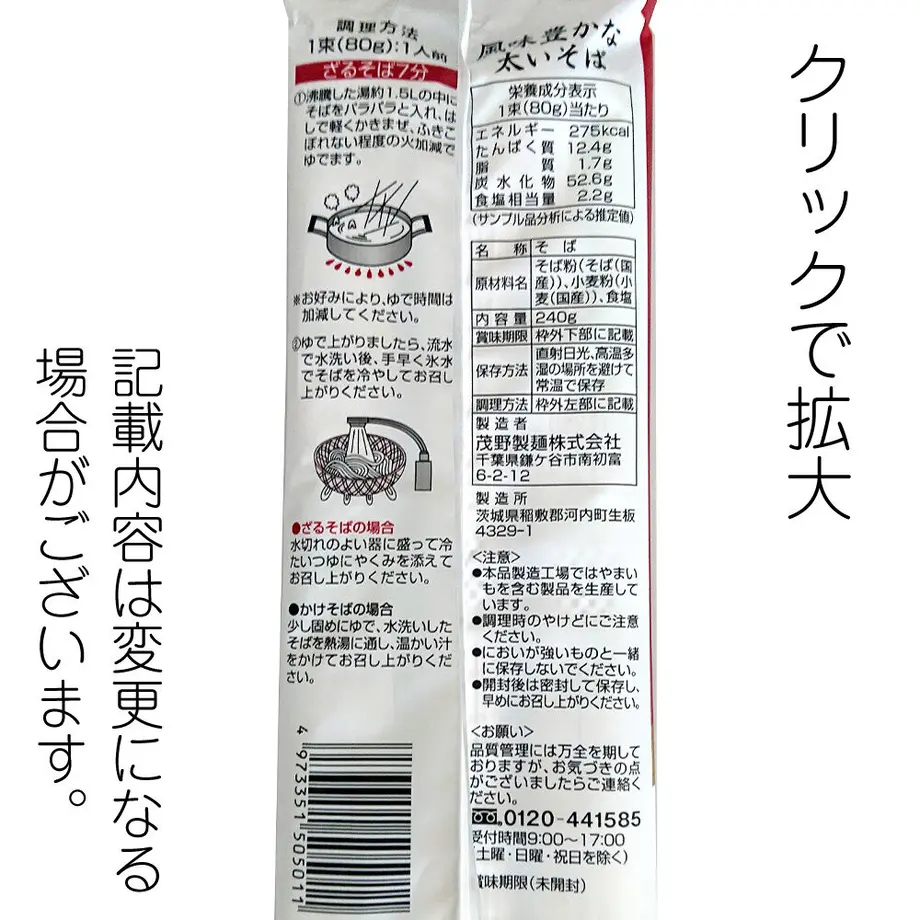 クリックで拡大
記載内容は変更になる
場合がございます。
調理方法
1束(80g):1人前
ざるそば7分
①沸騰した湯約1.5Lの中に
そばをパラパラと入れ、は
しで軽くかきまぜ、ふきこ
ぼれない程度の火加減で
ゆでます。
※お好みにより、ゆで時間は
加減してください。
②ゆで上がりましたら、流水
で水洗い後、手早く氷水
でそばを冷やしてお召し
上がりください。
●ざるそばの場合
水切れのよい器に盛って冷
たいつゆにやくみを添えて
お召し上がりください。
●かけそばの場合
少し固めにゆで、水洗いした
そばを熱湯に通し、温かい汁
をかけてお召し上がりくだ
さい。
4 973351 505011
風味豊かな
太いそば
栄養成分表示
1束(80g)当たり
エネルギー 275kcal
たんぱく質 12.4g
脂質 1.7g
炭水化物 52.6g
食塩相当量 2.2g
(サンプル品分析による推定値)
名称 そば
原材料名 そば粉(そば(国
産))、小麦粉(小
麦(国産))、食塩
内容量 240g
賞味期限 枠外下部に記載
保存方法 直射日光、高温多
湿の場所を避けて
常温で保存
調理方法 枠外左部に記載
製造者
茂野製麺株式会社
千葉県鎌ケ谷市南初富
6-2-12
製造所
茨城県稲敷郡河内町生板
4329-1
<注意>
●本品製造工場ではやまい
もを含む製品を生産して
います。
●調理時のやけどにご注意
ください。
●においが強いものと一緒
に保存しないでください。
●開封後は密封して保存し、
早めにお召し上がりください。
<お願い>
品質管理には万全を期して
おりますが、お気づきの点
がございましたらご連絡く
ださい。
0120-441585
受付時間9:00〜17:00
(土曜・日曜・祝日を除く)
賞味期限(未開封)